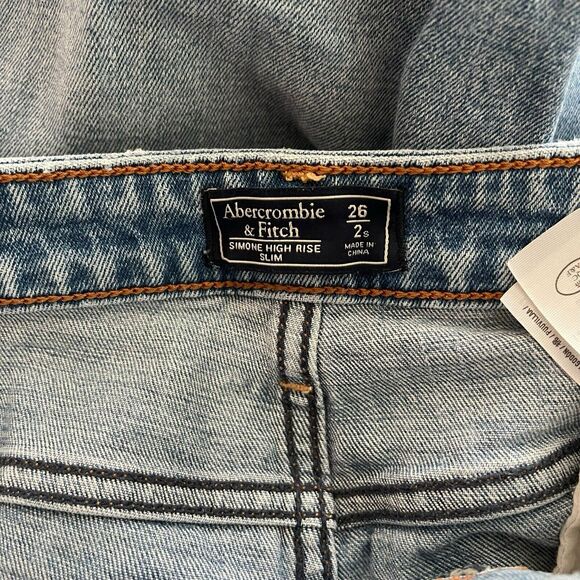 Abercrombie
& Fitch
SIMONE HIGH RISE
SLIM
26
2s
MADE IN
CHINA